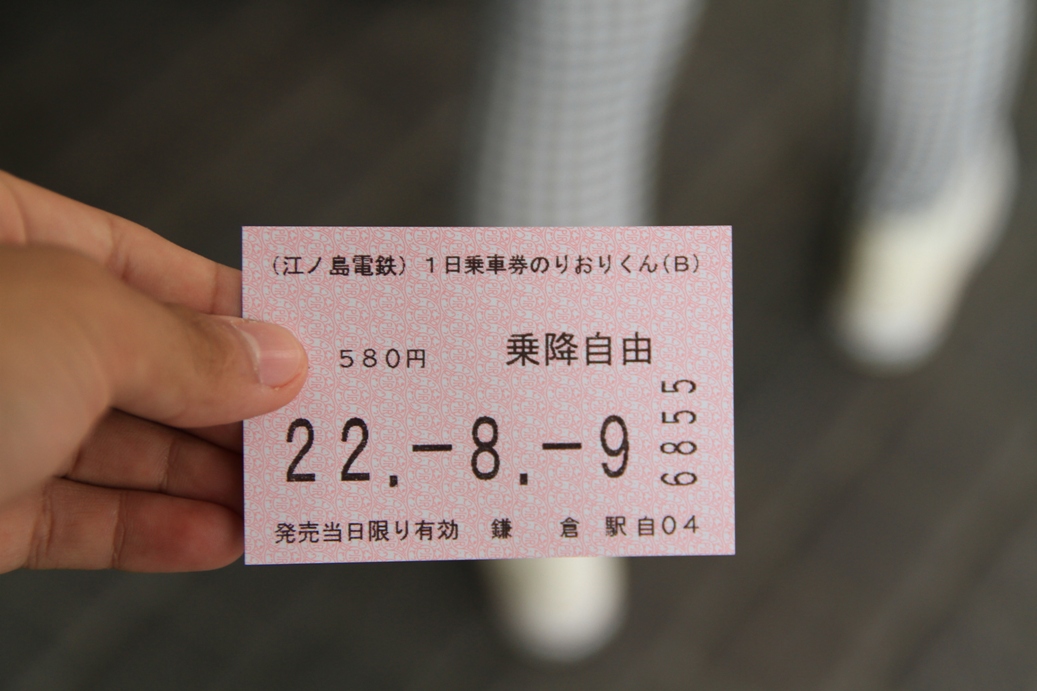 (江ノ島電鉄) 1日乗車券のりおりくん(B)
580円 乗降自由
22.-8.-9
6855
発売当日限り有効 鎌 倉 駅自04